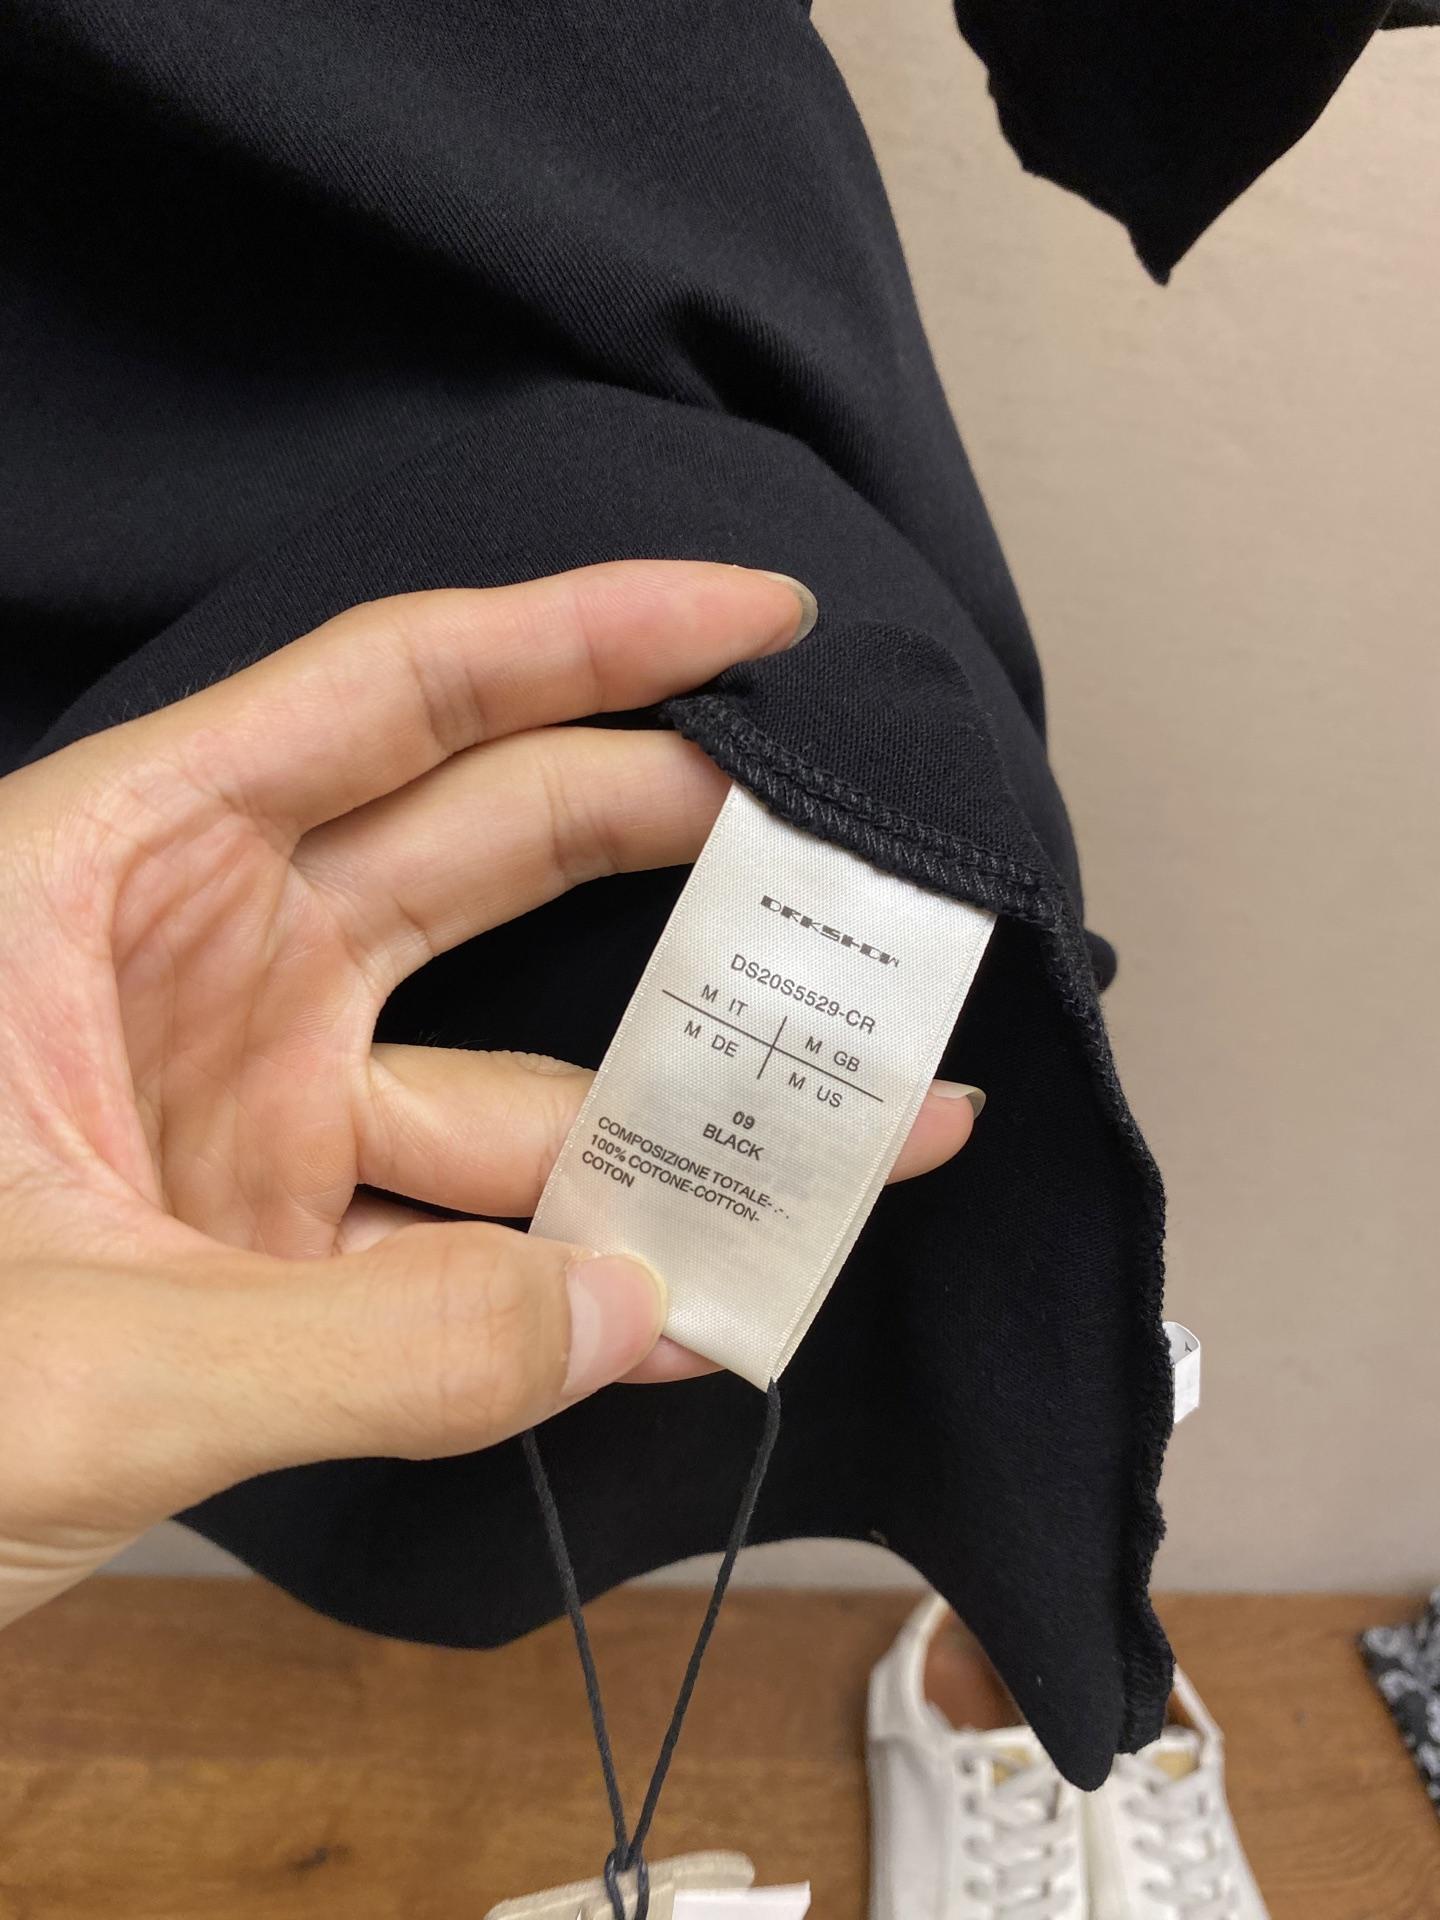 DRKSHDW
DS20S5529-CR
M IT M GB
M DE M US
09
BLACK
COMPOSIZIONE TOTALE-
100% COTONE-COTTON-
COTON